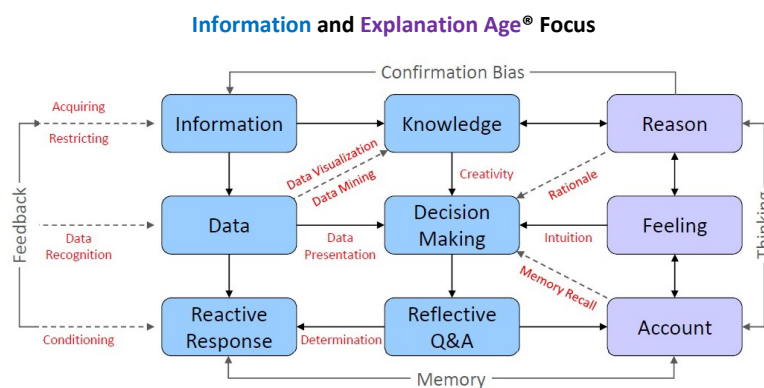 Information and Explanation Age® Focus
Confirmation Bias
Acquiring
Restricting
Information
Knowledge
Reason
Data Visualization
Data Mining
Creativity
Rationale
Feedback
Data
Decision
Making
Feeling
Thinking
Data
Recognition
Data
Presentation
Intuition
Memory Recall
Reactive
Response
Reflective
Q&A
Account
Conditioning
Determination
Memory